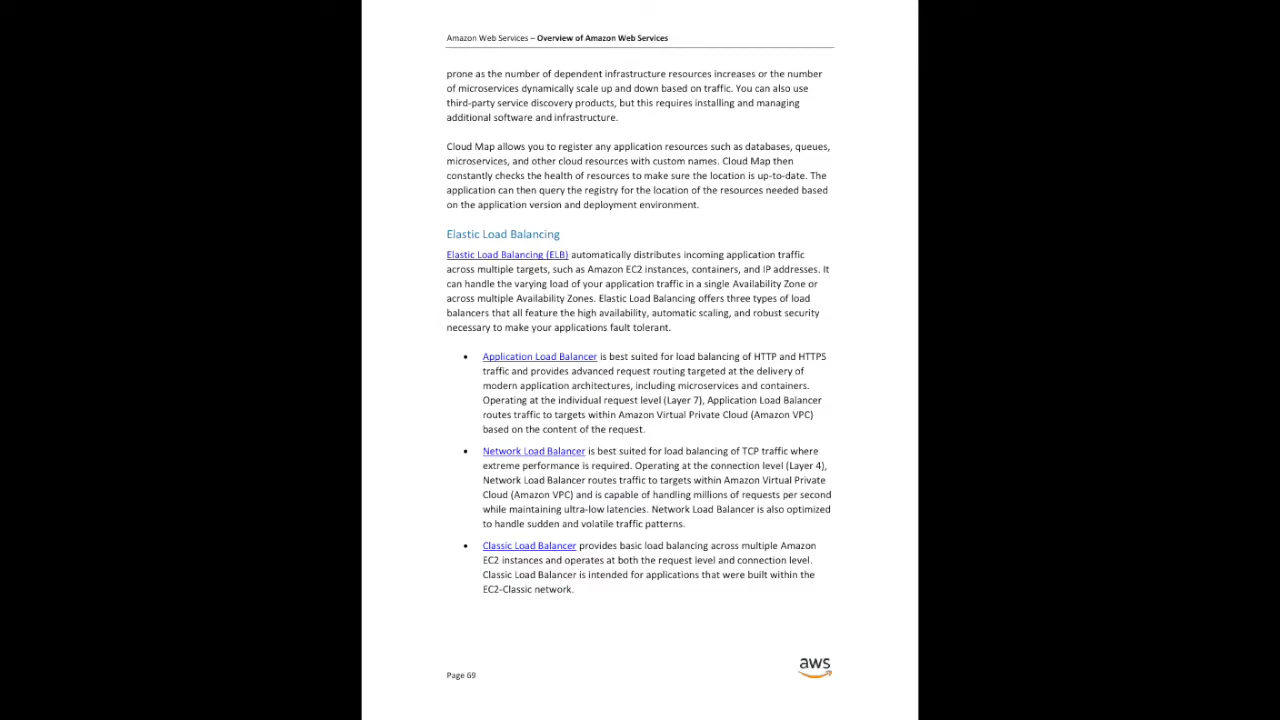 Amazon Web Services – Overview of Amazon Web Services
prone as the number of dependent infrastructure resources increases or the number
of microservices dynamically scale up and down based on traffic. You can also use
third-party service discovery products, but this requires installing and managing
additional software and infrastructure.
Cloud Map allows you to register any application resources such as databases, queues,
microservices, and other cloud resources with custom names. Cloud Map then
constantly checks the health of resources to make sure the location is up-to-date. The
application can then query the registry for the location of the resources needed based
on the application version and deployment environment.
Elastic Load Balancing
Elastic Load Balancing (ELB) automatically distributes incoming application traffic
across multiple targets, such as Amazon EC2 instances, containers, and IP addresses. It
can handle the varying load of your application traffic in a single Availability Zone or
across multiple Availability Zones. Elastic Load Balancing offers three types of load
balancers that all feature the high availability, automatic scaling, and robust security
necessary to make your applications fault tolerant.
• Application Load Balancer is best suited for load balancing of HTTP and HTTPS
traffic and provides advanced request routing targeted at the delivery of
modern application architectures, including microservices and containers.
Operating at the individual request level (Layer 7), Application Load Balancer
routes traffic to targets within Amazon Virtual Private Cloud (Amazon VPC)
based on the content of the request.
• Network Load Balancer is best suited for load balancing of TCP traffic where
extreme performance is required. Operating at the connection level (Layer 4),
Network Load Balancer routes traffic to targets within Amazon Virtual Private
Cloud (Amazon VPC) and is capable of handling millions of requests per second
while maintaining ultra-low latencies. Network Load Balancer is also optimized
to handle sudden and volatile traffic patterns.
• Classic Load Balancer provides basic load balancing across multiple Amazon
EC2 instances and operates at both the request level and connection level.
Classic Load Balancer is intended for applications that were built within the
EC2-Classic network.
aws
Page 69